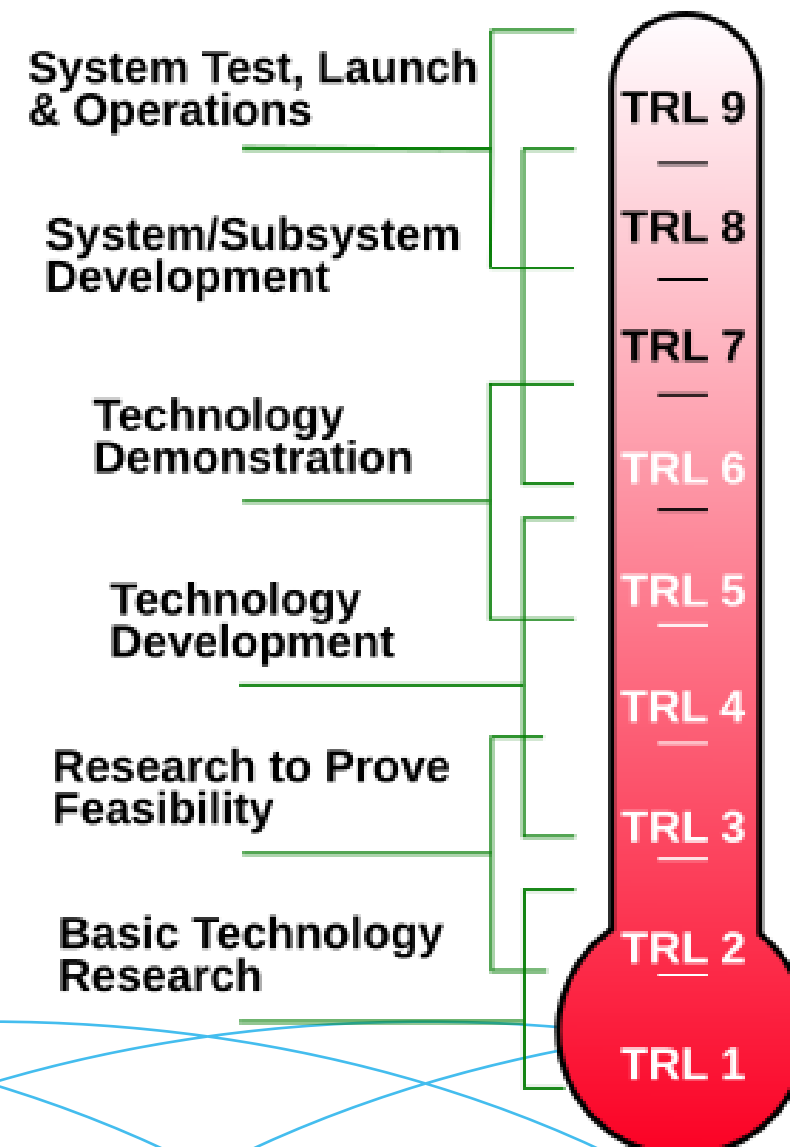 System Test, Launch
& Operations
System/Subsystem
Development
Technology
Demonstration
Technology
Development
Research to Prove
Feasibility
Basic Technology
Research
TRL 9
TRL 8
TRL 7
TRL 6
TRL 5
TRL 4
TRL 3
TRL 2
TRL 1